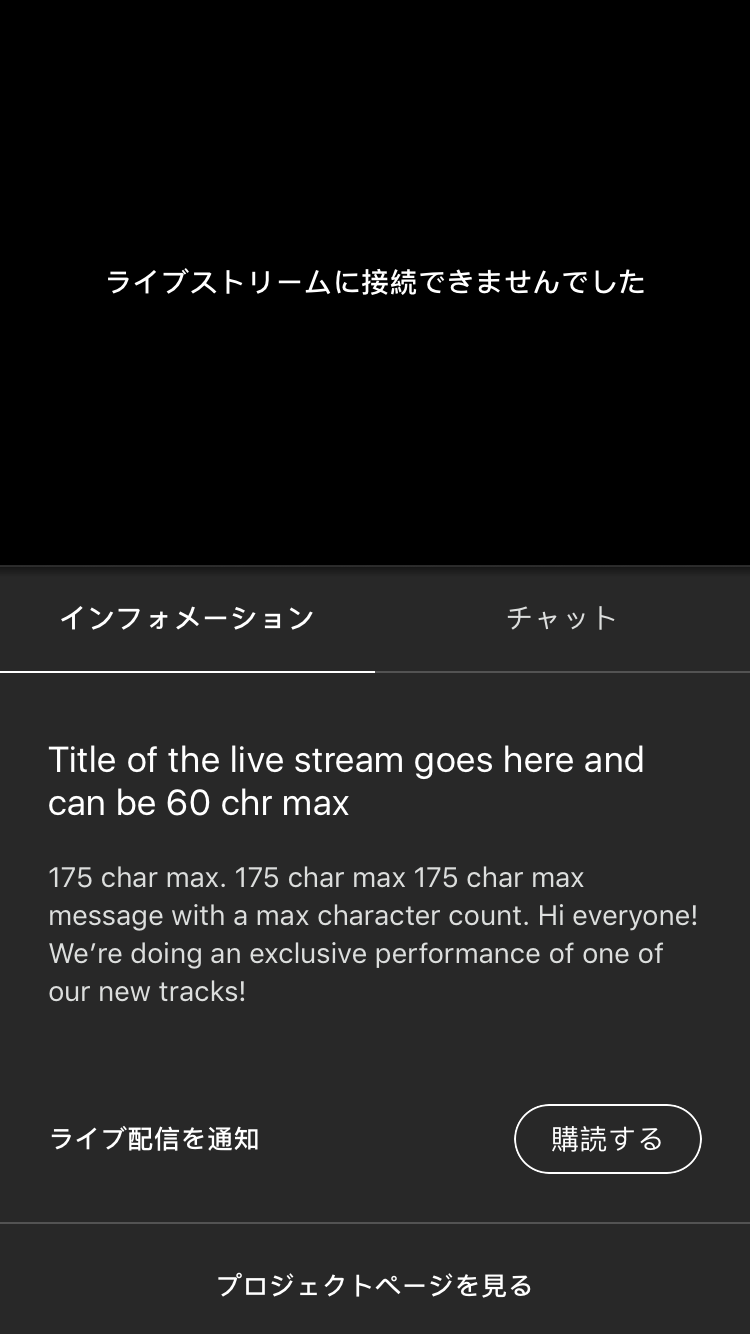 ライブストリームに接続できませんでした
インフォメーション
チャット
Title of the live stream goes here and
can be 60 chr max
175 char max. 175 char max 175 char max
message with a max character count. Hi everyone!
We’re doing an exclusive performance of one of
our new tracks!
ライブ配信を通知
購読する
プロジェクトページを見る